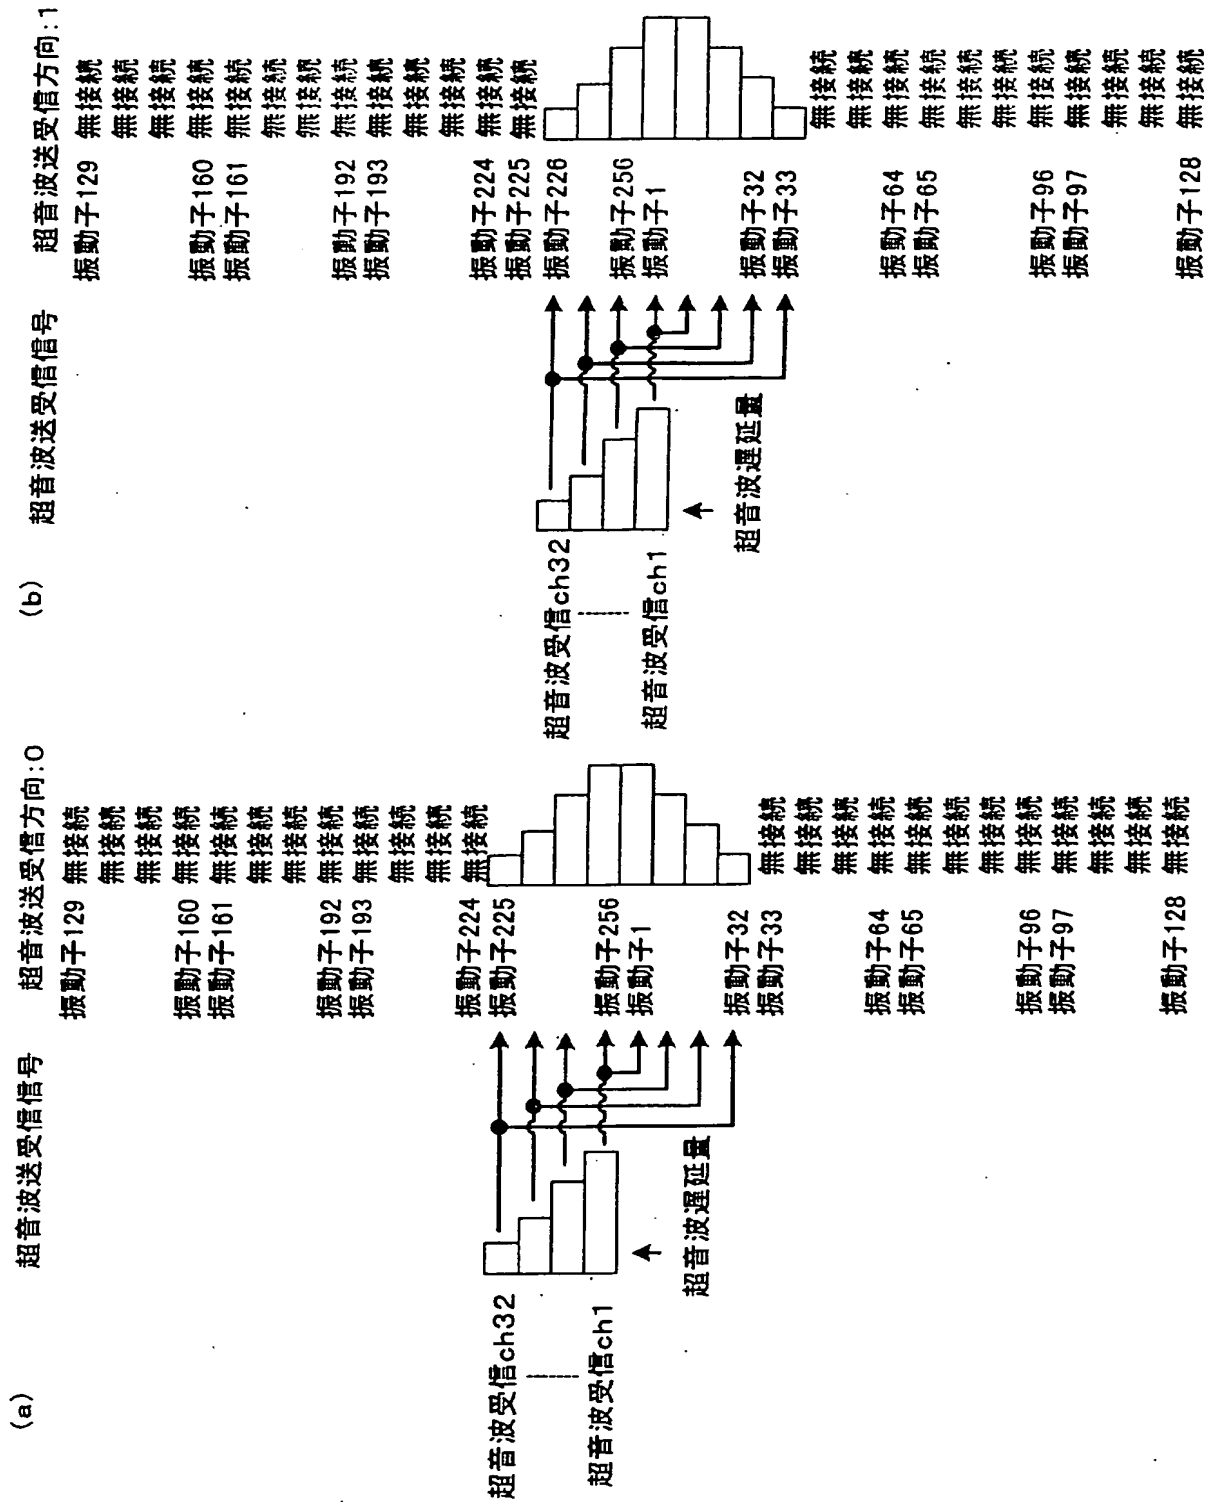 (a)
超音波送受信信号
超音波送受信方向:0
振動子129 無接続
無接続
無接続
振動子160 無接続
振動子161 無接続
無接続
無接続
振動子192 無接続
振動子193 無接続
無接続
無接続
振動子224 無接続
振動子225
超音波受信ch32
振動子256
超音波受信ch1
振動子1
超音波遅延量
振動子32
振動子33 無接続
無接続
無接続
振動子64 無接続
振動子65 無接続
無接続
無接続
振動子96 無接続
振動子97 無接続
無接続
無接続
振動子128 無接続
(b)
超音波送受信信号
超音波送受信方向:1
振動子129 無接続
無接続
無接続
振動子160 無接続
振動子161 無接続
無接続
無接続
振動子192 無接続
振動子193 無接続
無接続
無接続
振動子224 無接続
振動子225 無接続
振動子226
超音波受信ch32
振動子256
超音波受信ch1
振動子1
超音波遅延量
振動子32
振動子33
無接続
無接続
振動子64 無接続
振動子65 無接続
無接続
無接続
振動子96 無接続
振動子97 無接続
無接続
無接続
振動子128 無接続